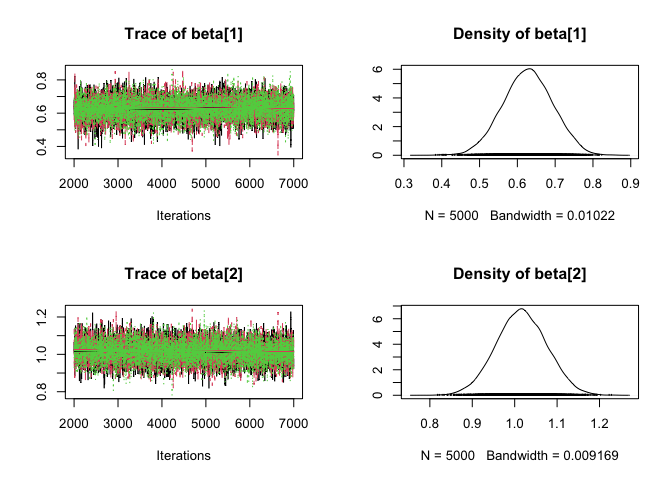 Trace of beta[1]
0.4 0.6 0.8
2000 3000 4000 5000 6000 7000
Iterations
Density of beta[1]
0 2 4 6
0.3 0.4 0.5 0.6 0.7 0.8 0.9
N = 5000 Bandwidth = 0.01022
Trace of beta[2]
0.8 1.0 1.2
2000 3000 4000 5000 6000 7000
Iterations
Density of beta[2]
0 2 4 6
0.8 0.9 1.0 1.1 1.2
N = 5000 Bandwidth = 0.009169